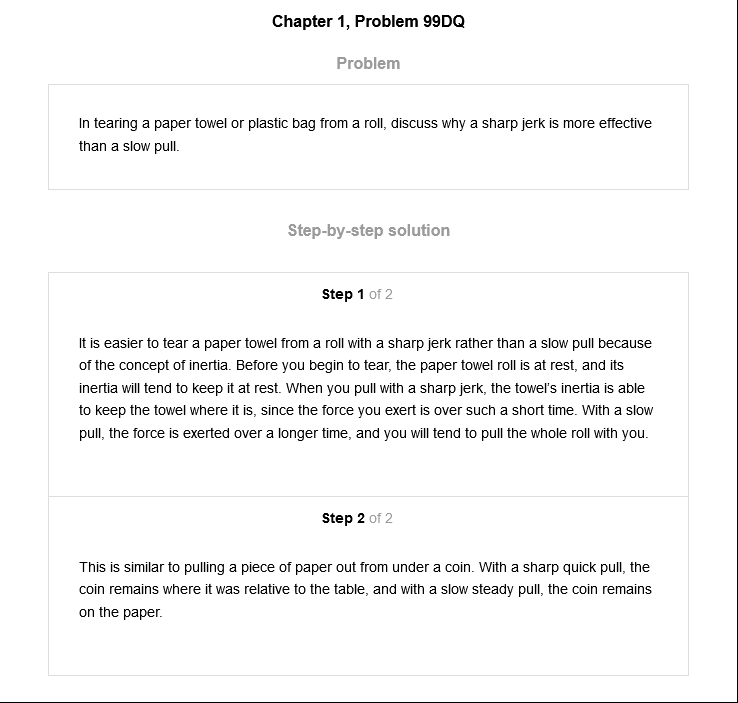 Chapter 1, Problem 99DQ
Problem
In tearing a paper towel or plastic bag from a roll, discuss why a sharp jerk is more effective
than a slow pull.
Step-by-step solution
Step 1 of 2
It is easier to tear a paper towel from a roll with a sharp jerk rather than a slow pull because
of the concept of inertia. Before you begin to tear, the paper towel roll is at rest, and its
inertia will tend to keep it at rest. When you pull with a sharp jerk, the towel's inertia is able
to keep the towel where it is, since the force you exert is over such a short time. With a slow
pull, the force is exerted over a longer time, and you will tend to pull the whole roll with you.
Step 2 of 2
This is similar to pulling a piece of paper out from under a coin. With a sharp quick pull, the
coin remains where it was relative to the table, and with a slow steady pull, the coin remains
on the paper.